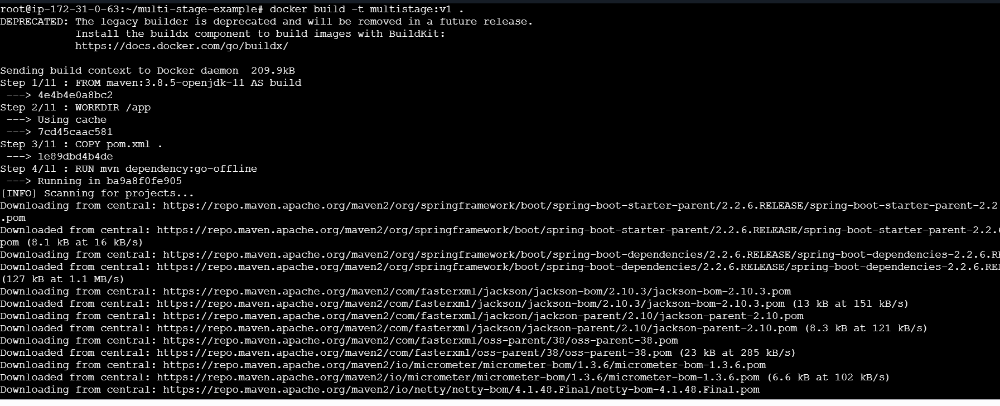 root@ip-172-31-0-63:~/multi-stage-example# docker build -t multistage:v1 .
DEPRECATED: The legacy builder is deprecated and will be removed in a future release.
            Install the buildx component to build images with BuildKit:
            https://docs.docker.com/go/buildx/

Sending build context to Docker daemon  209.9kB
Step 1/11 : FROM maven:3.8.5-openjdk-11 AS build
 ---> 4e4b4e0a8bc2
Step 2/11 : WORKDIR /app
 ---> Using cache
 ---> 7cd45caac581
Step 3/11 : COPY pom.xml .
 ---> 1e89dbd4b4de
Step 4/11 : RUN mvn dependency:go-offline
 ---> Running in ba9a8f0fe905
[INFO] Scanning for projects...
Downloading from central: https://repo.maven.apache.org/maven2/org/springframework/boot/spring-boot-starter-parent/2.2.6.RELEASE/spring-boot-starter-parent-2.2
.pom
Downloaded from central: https://repo.maven.apache.org/maven2/org/springframework/boot/spring-boot-starter-parent/2.2.6.RELEASE/spring-boot-starter-parent-2.2.6
pom (8.1 kB at 16 kB/s)
Downloading from central: https://repo.maven.apache.org/maven2/org/springframework/boot/spring-boot-dependencies/2.2.6.RELEASE/spring-boot-dependencies-2.2.6.RE
Downloaded from central: https://repo.maven.apache.org/maven2/org/springframework/boot/spring-boot-dependencies/2.2.6.RELEASE/spring-boot-dependencies-2.2.6.REL
(127 kB at 1.1 MB/s)
Downloading from central: https://repo.maven.apache.org/maven2/com/fasterxml/jackson/jackson-bom/2.10.3/jackson-bom-2.10.3.pom
Downloaded from central: https://repo.maven.apache.org/maven2/com/fasterxml/jackson/jackson-bom/2.10.3/jackson-bom-2.10.3.pom (13 kB at 151 kB/s)
Downloading from central: https://repo.maven.apache.org/maven2/com/fasterxml/jackson/jackson-parent/2.10/jackson-parent-2.10.pom
Downloaded from central: https://repo.maven.apache.org/maven2/com/fasterxml/jackson/jackson-parent/2.10/jackson-parent-2.10.pom (8.3 kB at 121 kB/s)
Downloading from central: https://repo.maven.apache.org/maven2/com/fasterxml/oss-parent/38/oss-parent-38.pom
Downloaded from central: https://repo.maven.apache.org/maven2/com/fasterxml/oss-parent/38/oss-parent-38.pom (23 kB at 285 kB/s)
Downloading from central: https://repo.maven.apache.org/maven2/io/micrometer/micrometer-bom/1.3.6/micrometer-bom-1.3.6.pom
Downloaded from central: https://repo.maven.apache.org/maven2/io/micrometer/micrometer-bom/1.3.6/micrometer-bom-1.3.6.pom (6.6 kB at 102 kB/s)
Downloading from central: https://repo.maven.apache.org/maven2/io/netty/netty-bom/4.1.48.Final/netty-bom-4.1.48.Final.pom